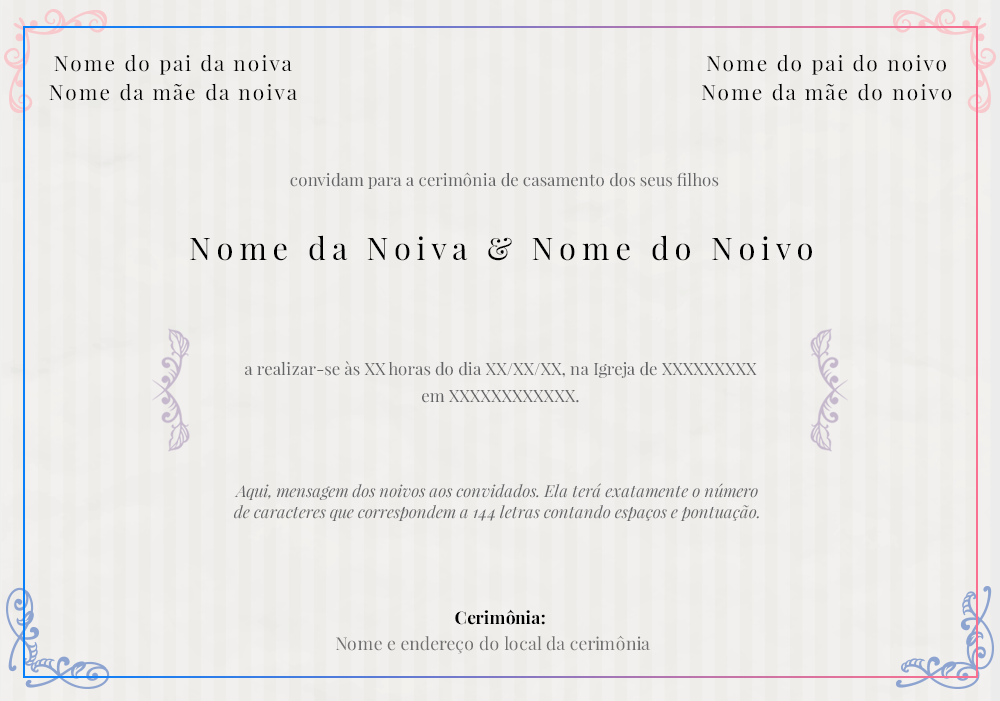 Nome do pai da noiva
Nome da mãe da noiva
Nome do pai do noivo
Nome da mãe do noivo
convidam para a cerimônia de casamento dos seus filhos
Nome da Noiva & Nome do Noivo
a realizar-se às XX horas do dia XX/XX/XX, na Igreja de XXXXXXXXX
em XXXXXXXXXXXX.
Aqui, mensagem dos noivos aos convidados. Ela terá exatamente o número
de caracteres que correspondem a 144 letras contando espaços e pontuação.
Cerimônia:
Nome e endereço do local da cerimônia